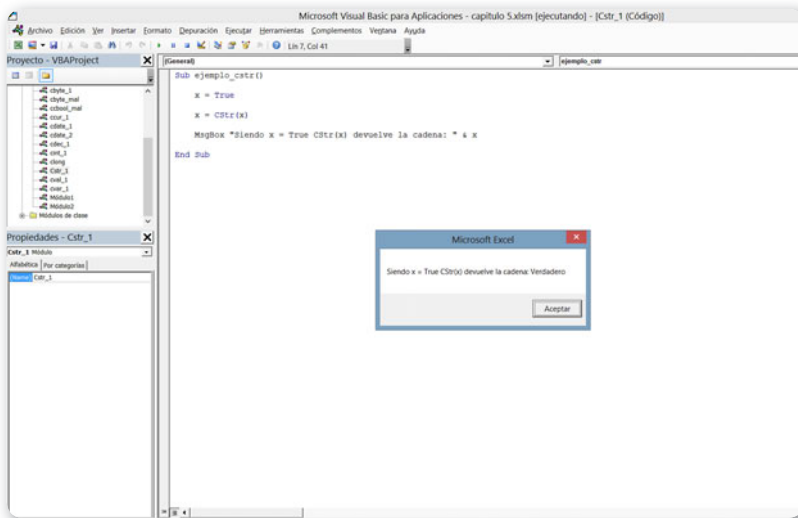 Microsoft Visual Basic para Aplicaciones - capitulo 5.xlsm [ejecutando] - [Cstr_1 (Código)]
Archivo Edición Ver Insertar Formato Depuración Ejecutar Herramientas Complementos Ventana Ayuda
Lín 7, Col 41
Proyecto - VBAProject
(General)
ejemplo_cstr
cbyte_1
cbyte_mal
ccbool_mal
ccur_1
cdate_1
cdate_2
cdec_1
cint_1
clong
Cstr_1
cval_1
cvar_1
Módulo1
Módulo2
Módulos de clase
Sub ejemplo_cstr()
x = True
x = CStr(x)
MsgBox "Siendo x = True CStr(x) devuelve la cadena: " & x
End Sub
Propiedades - Cstr_1
Cstr_1 Módulo
Alfabética Por categorías
(Name) Cstr_1
Microsoft Excel
Siendo x = True CStr(x) devuelve la cadena: Verdadero
Aceptar